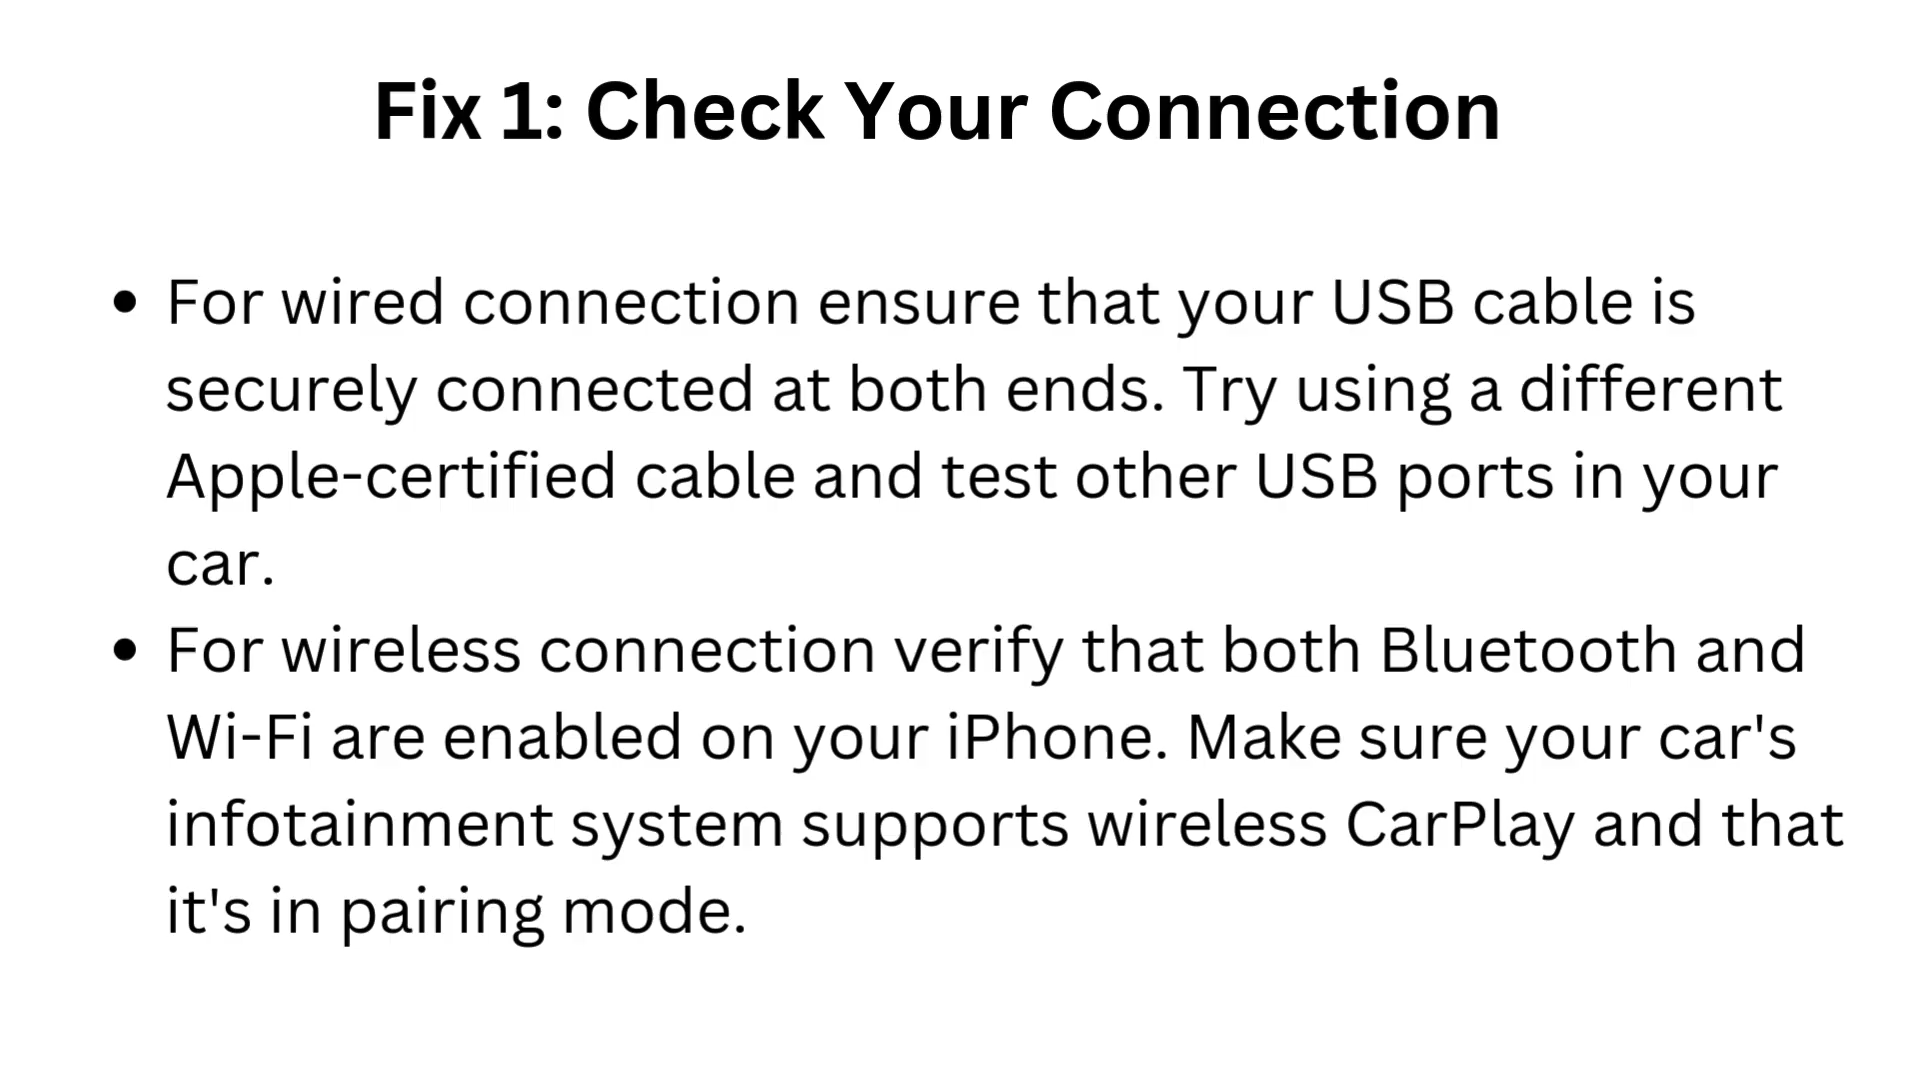 Fix 1: Check Your Connection
• For wired connection ensure that your USB cable is
securely connected at both ends. Try using a different
Apple-certified cable and test other USB ports in your
car.
• For wireless connection verify that both Bluetooth and
Wi-Fi are enabled on your iPhone. Make sure your car's
infotainment system supports wireless CarPlay and that
it's in pairing mode.